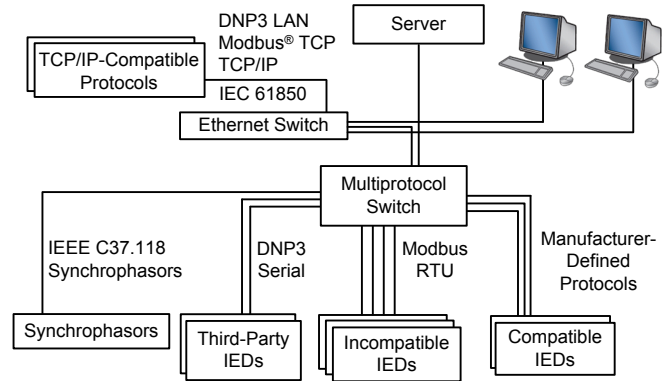 DNP3 LAN
Modbus® TCP
TCP/IP
Server
TCP/IP-Compatible
Protocols
IEC 61850
Ethernet Switch
Multiprotocol
Switch
IEEE C37.118
Synchrophasors
DNP3
Serial
Modbus
RTU
Manufacturer-
Defined
Protocols
Synchrophasors
Third-Party
IEDs
Incompatible
IEDs
Compatible
IEDs